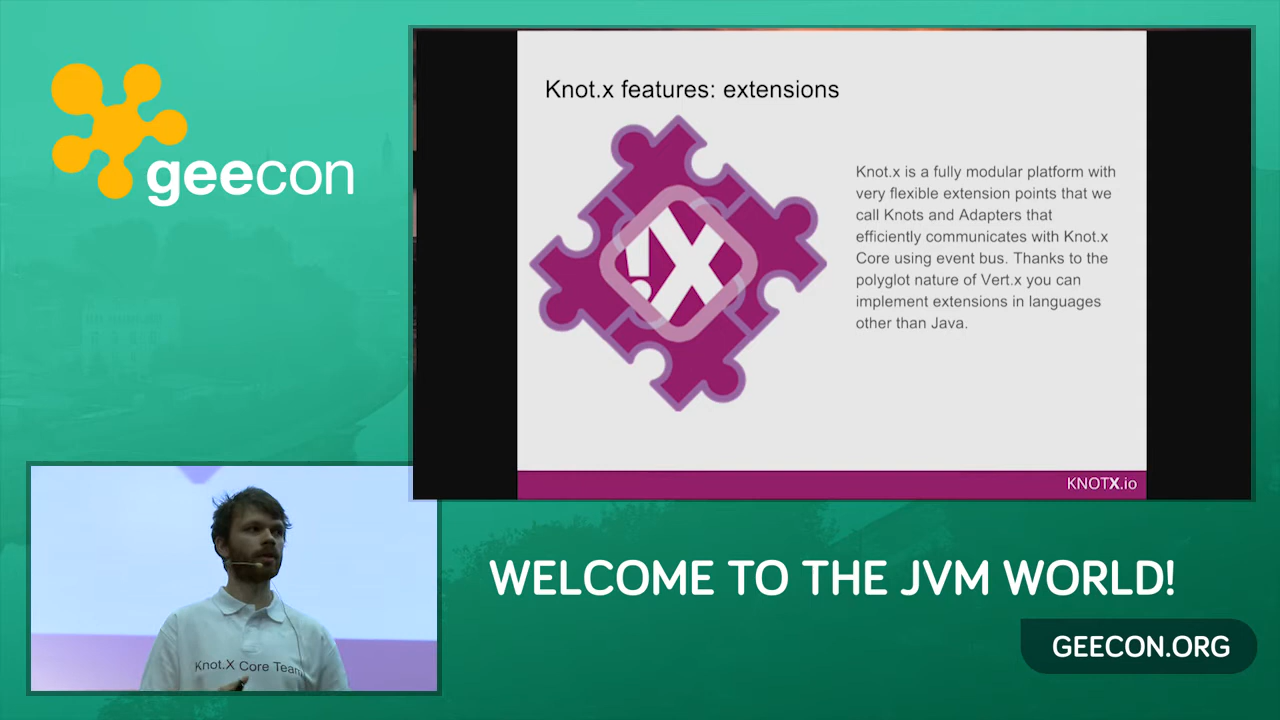 geecon
Knot.x features: extensions
!X
Knot.x is a fully modular platform with
very flexible extension points that we
call Knots and Adapters that
efficiently communicates with Knot.x
Core using event bus. Thanks to the
polyglot nature of Vert.x you can
implement extensions in languages
other than Java.
KNOTX.io
Knot.X Core Team
WELCOME TO THE JVM WORLD!
GEECON.ORG